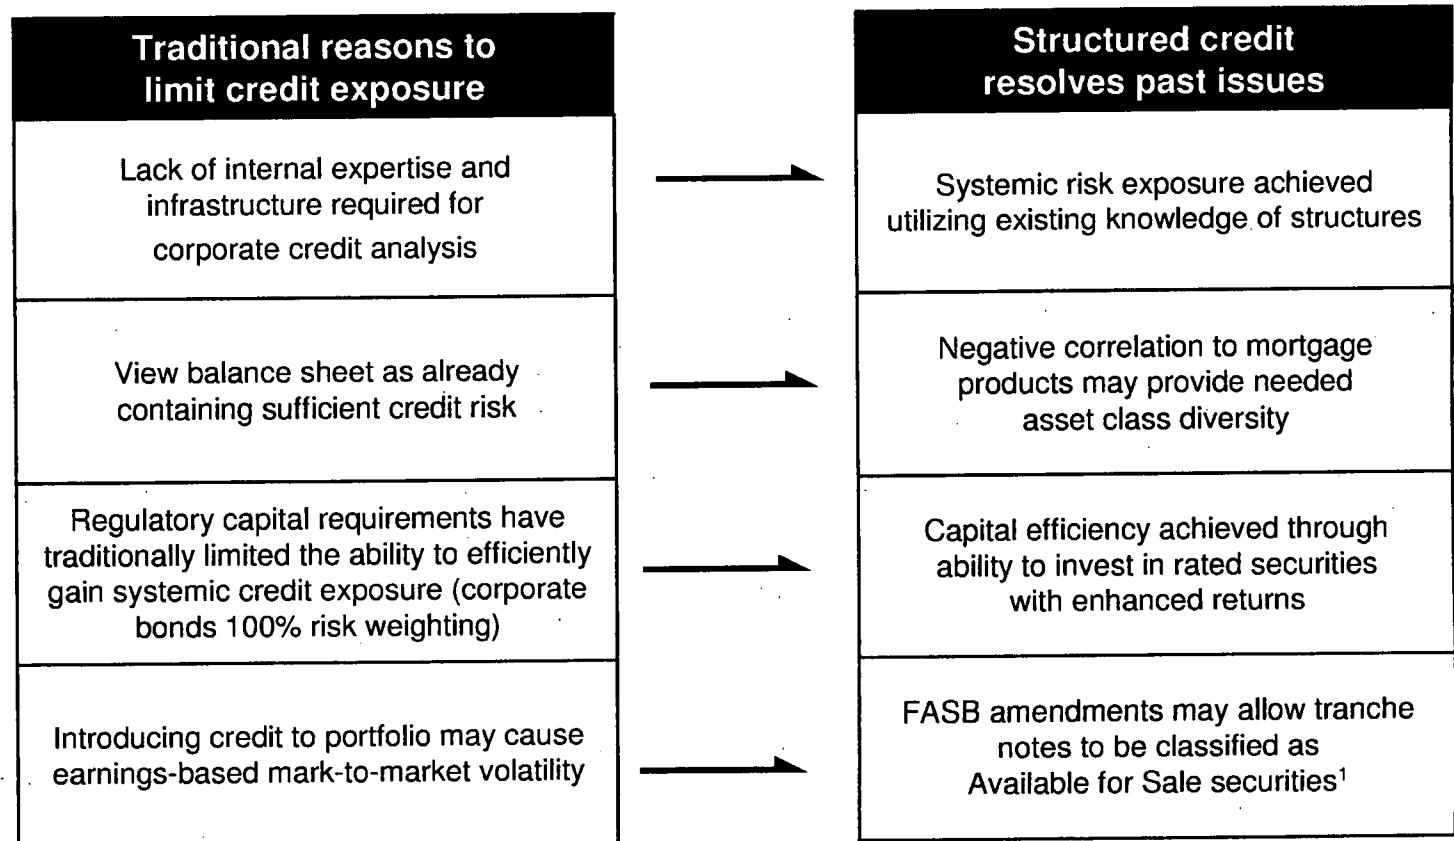 Traditional reasons to
limit credit exposure
Structured credit
resolves past issues
Lack of internal expertise and
infrastructure required for
corporate credit analysis
Systemic risk exposure achieved
utilizing existing knowledge of structures
View balance sheet as already
containing sufficient credit risk
Negative correlation to mortgage
products may provide needed
asset class diversity
Regulatory capital requirements have
traditionally limited the ability to efficiently
gain systemic credit exposure (corporate
bonds 100% risk weighting)
Capital efficiency achieved through
ability to invest in rated securities
with enhanced returns
Introducing credit to portfolio may cause
earnings-based mark-to-market volatility
FASB amendments may allow tranche
notes to be classified as
Available for Sale securities¹